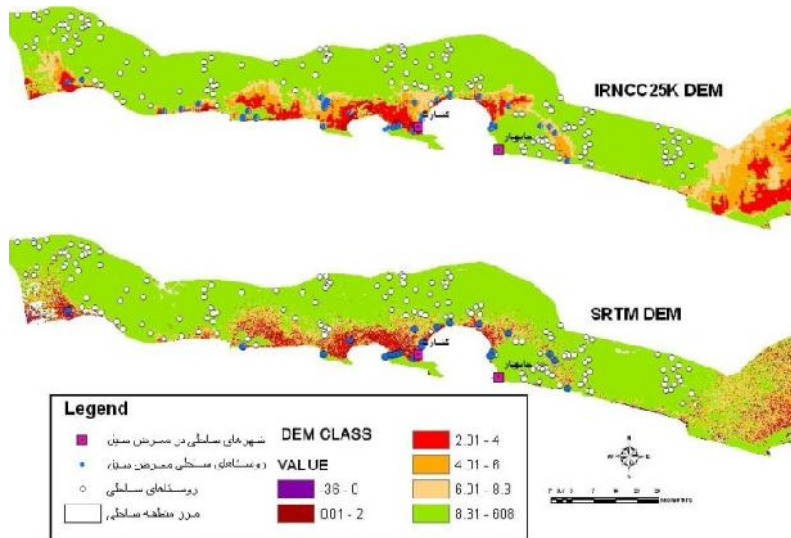 IRNCC25K DEM
کنارک
چابهار
SRTM DEM
کنارک
چابهار
Legend
شهرهای ساحلی در معرض سیل
روستاهای ساحلی معرض سیل
روستاهای ساحلی
مرز منطقه ساحلی
DEM CLASS
VALUE
-36 - 0
0.01 - 2
2.01 - 4
4.01 - 6
6.01 - 8.3
8.31 - 608